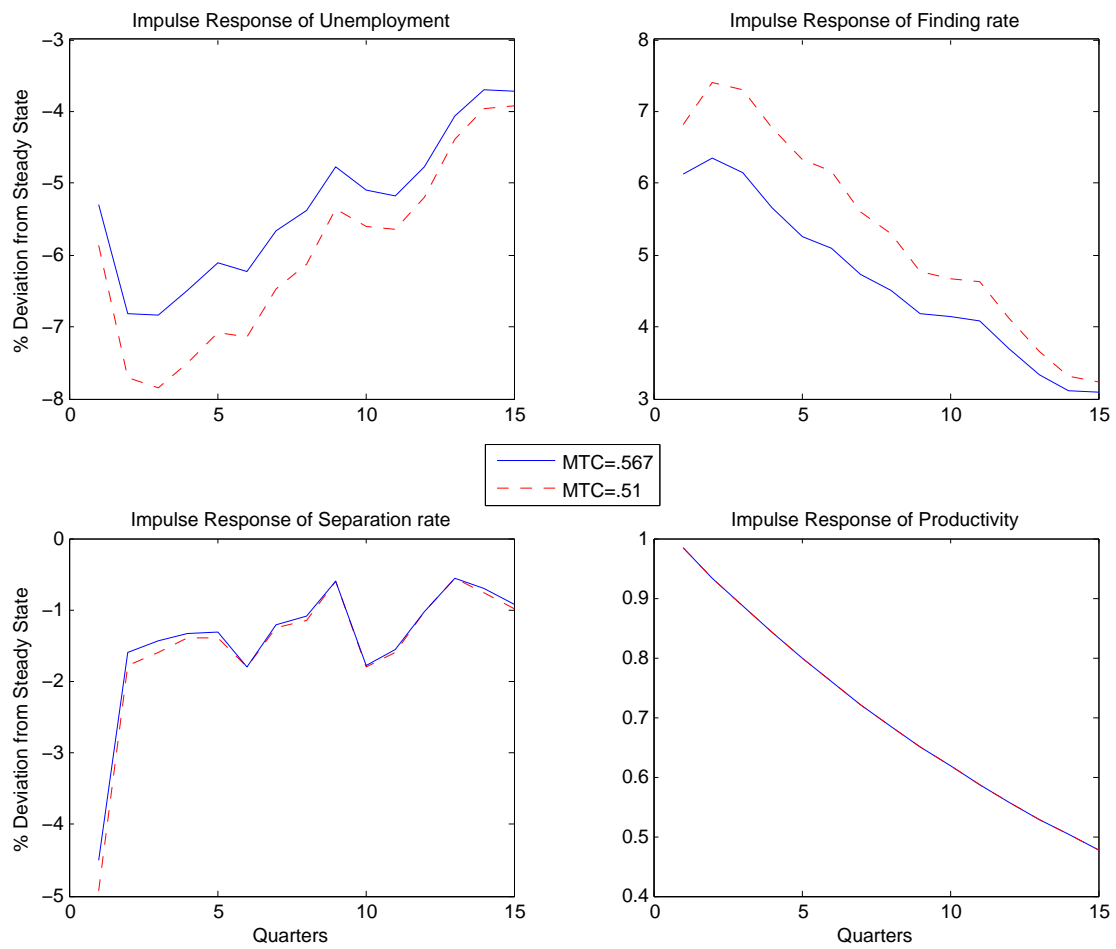 Impulse Response of Unemployment
% Deviation from Steady State
−3
−4
−5
−6
−7
−8
0 5 10 15
Impulse Response of Finding rate
8
7
6
5
4
3
0 5 10 15
MTC=.567
MTC=.51
Impulse Response of Separation rate
% Deviation from Steady State
0
−1
−2
−3
−4
−5
0 5 10 15
Quarters
Impulse Response of Productivity
1
0.9
0.8
0.7
0.6
0.5
0.4
0 5 10 15
Quarters